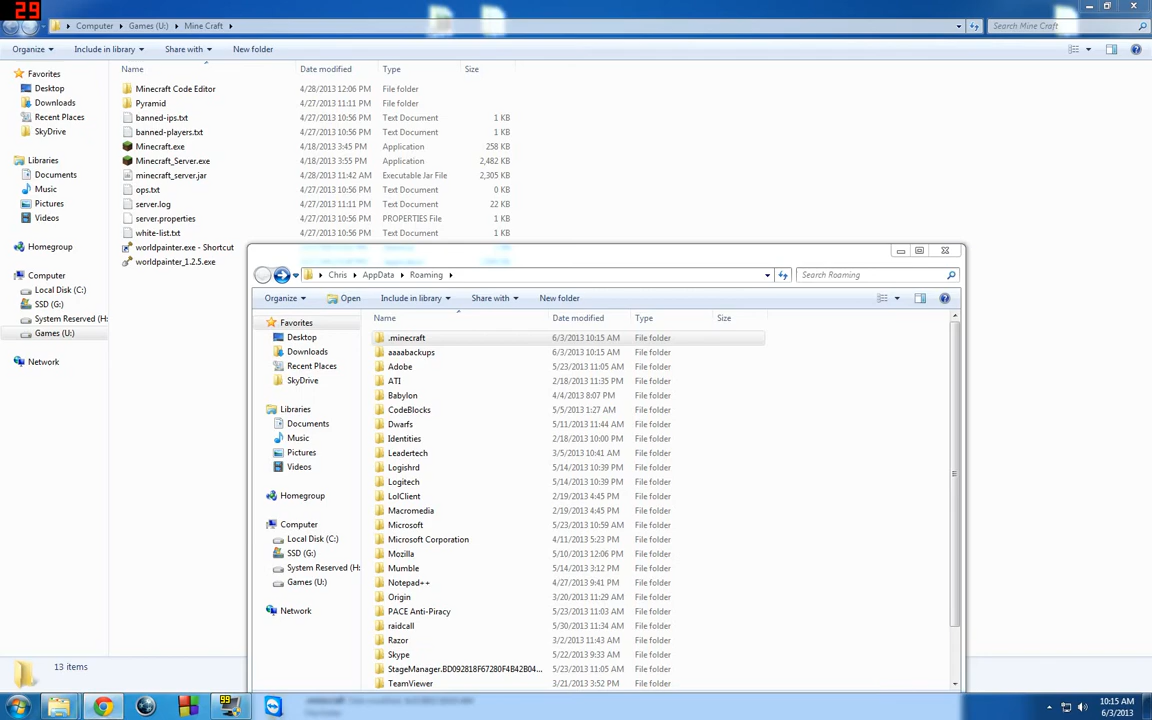 29
Computer Games (U:) Mine Craft Search Mine Craft
Organize Include in library Share with New folder
Favorites
Desktop
Downloads
Recent Places
SkyDrive
Libraries
Documents
Music
Pictures
Videos
Homegroup
Computer
Local Disk (C:)
SSD (G:)
System Reserved (H:
Games (U:)
Network
Name Date modified Type Size
Minecraft Code Editor 4/28/2013 12:06 PM File folder
Pyramid 4/27/2013 11:11 PM File folder
banned-ips.txt 4/27/2013 10:56 PM Text Document 1 KB
banned-players.txt 4/27/2013 10:56 PM Text Document 1 KB
Minecraft.exe 4/18/2013 3:45 PM Application 258 KB
Minecraft_Server.exe 4/18/2013 3:55 PM Application 2,482 KB
minecraft_server.jar 4/28/2013 11:42 AM Executable Jar File 2,305 KB
ops.txt 4/27/2013 10:56 PM Text Document 0 KB
server.log 4/27/2013 10:56 PM Text Document 22 KB
server.properties 4/27/2013 10:56 PM PROPERTIES File 1 KB
white-list.txt 4/27/2013 10:56 PM Text Document 1 KB
worldpainter.exe - Shortcut
worldpainter_1.2.5.exe
Chris AppData Roaming Search Roaming
Organize Open Include in library Share with New folder
Favorites
Desktop
Downloads
Recent Places
SkyDrive
Libraries
Documents
Music
Pictures
Videos
Homegroup
Computer
Local Disk (C:)
SSD (G:)
System Reserved (H:
Games (U:)
Network
Name Date modified Type Size
.minecraft 6/3/2013 10:15 AM File folder
aaaabackups 6/3/2013 10:15 AM File folder
Adobe 5/23/2013 11:05 AM File folder
ATI 2/18/2013 11:35 PM File folder
Babylon 4/4/2013 8:07 PM File folder
CodeBlocks 5/5/2013 1:27 AM File folder
Dwarfs 5/11/2013 11:44 AM File folder
Identities 2/18/2013 10:00 PM File folder
Leadertech 3/5/2013 10:41 AM File folder
Logishrd 5/14/2013 10:39 PM File folder
Logitech 5/14/2013 10:39 PM File folder
LolClient 2/19/2013 4:45 PM File folder
Macromedia 2/19/2013 4:45 PM File folder
Microsoft 5/23/2013 10:59 AM File folder
Microsoft Corporation 4/11/2013 5:23 PM File folder
Mozilla 5/10/2013 12:06 PM File folder
Mumble 5/14/2013 3:12 PM File folder
Notepad++ 4/27/2013 9:41 PM File folder
Origin 3/20/2013 11:29 AM File folder
PACE Anti-Piracy 5/23/2013 11:03 AM File folder
raidcall 5/30/2013 11:34 AM File folder
Razor 3/2/2013 11:43 AM File folder
Skype 5/22/2013 9:33 AM File folder
StageManager.BD092818F67280F4B42B04... 5/23/2013 11:05 AM File folder
TeamViewer 3/21/2013 3:52 PM File folder
13 items
99
10:15 AM
6/3/2013